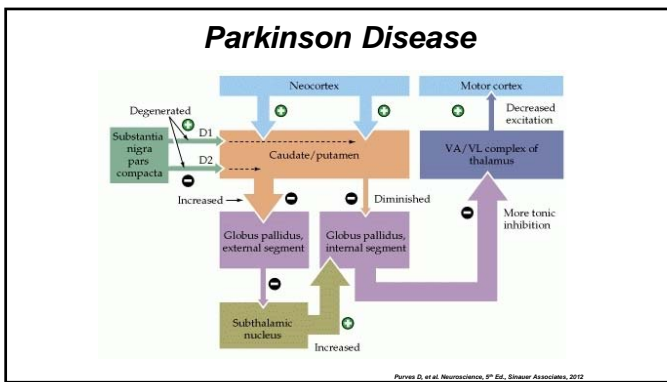 Parkinson Disease
Neocortex
Motor cortex
Degenerated
Decreased
excitation
D1
Substantia
nigra
pars
compacta
Caudate/putamen
VA/VL complex of
thalamus
D2
Increased
Diminished
Globus pallidus,
external segment
Globus pallidus,
internal segment
More tonic
inhibition
Subthalamic
nucleus
Increased
Purves D, et al. Neuroscience, 5th Ed., Sinauer Associates, 2012